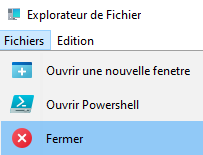 Explorateur de Fichier
Fichiers Edition
Ouvrir une nouvelle fenetre
Ouvrir Powershell
Fermer